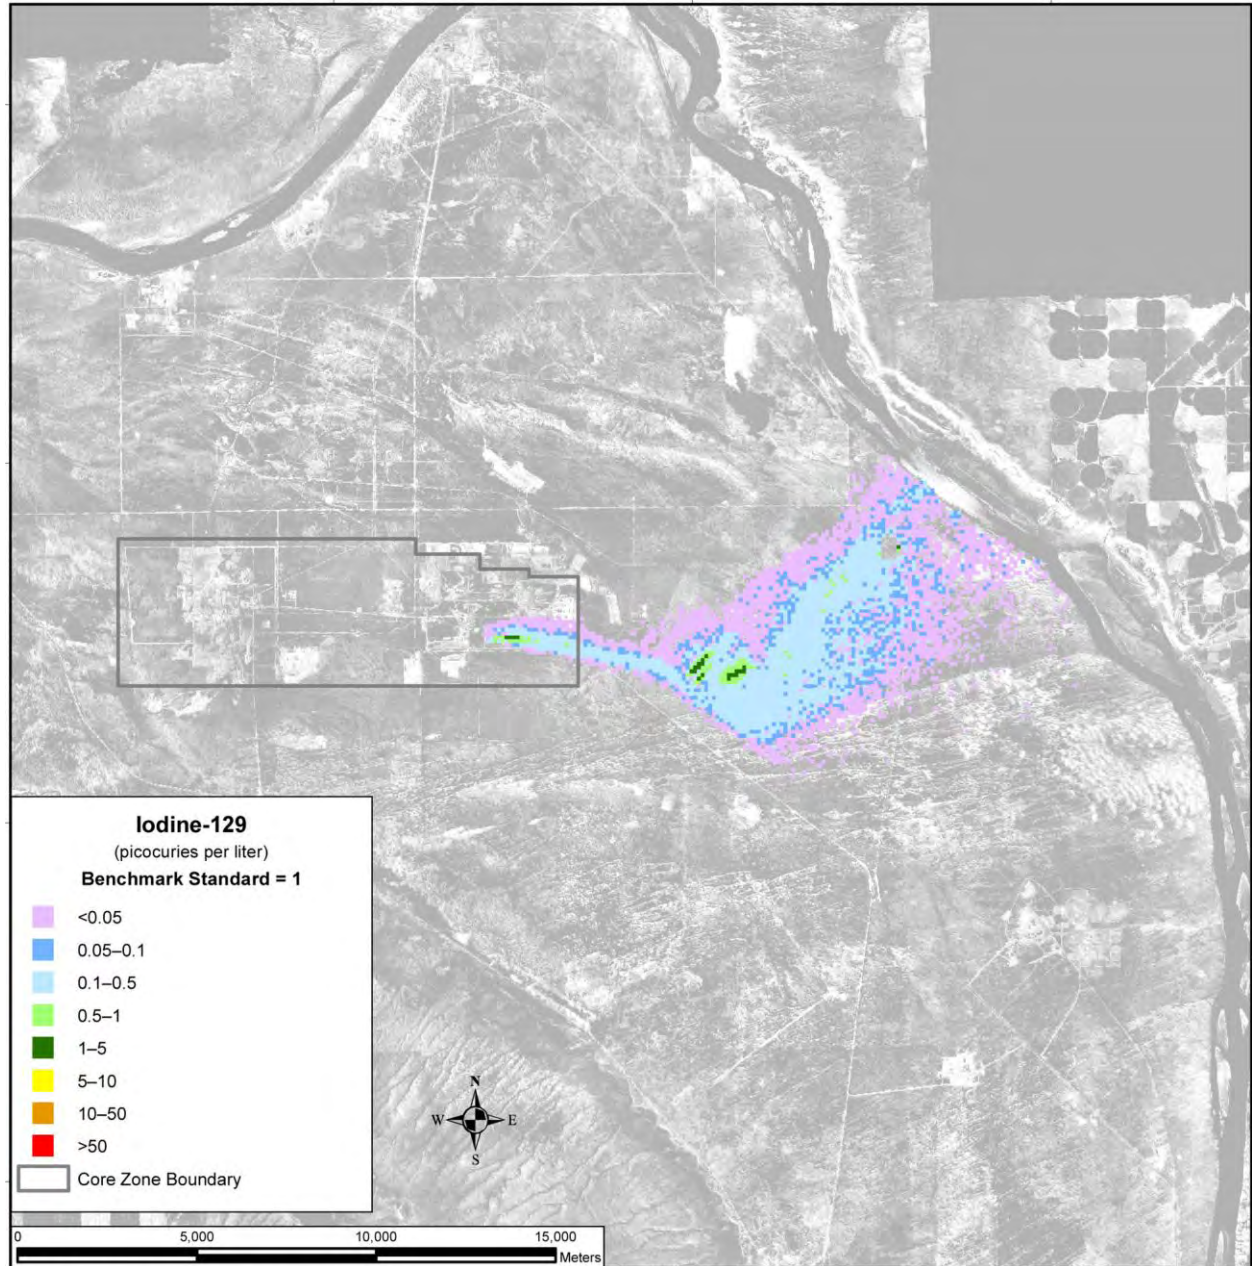 Iodine-129
(picocuries per liter)
Benchmark Standard = 1
<0.05
0.05–0.1
0.1–0.5
0.5–1
1–5
5–10
10–50
>50
Core Zone Boundary
N
W E
S
0 5,000 10,000 15,000
Meters